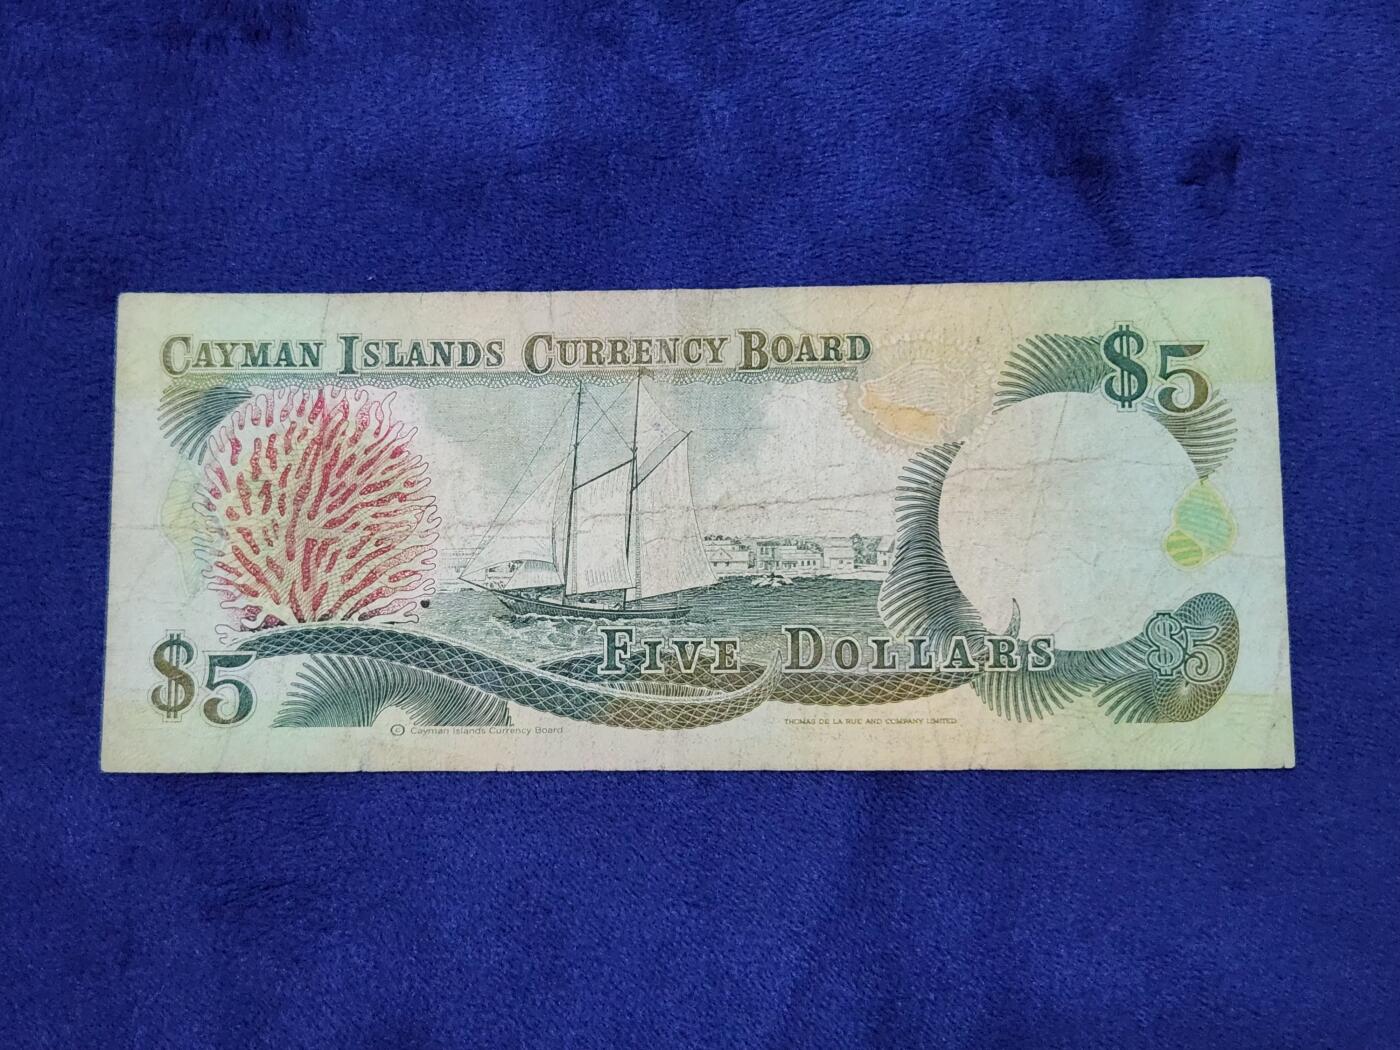 CAYMAN ISLANDS CURRENCY BOARD
$5
$5
FIVE DOLLARS
$5
THOMAS DE LA RUE AND COMPANY LIMITED
© Cayman Islands Currency Board
$5